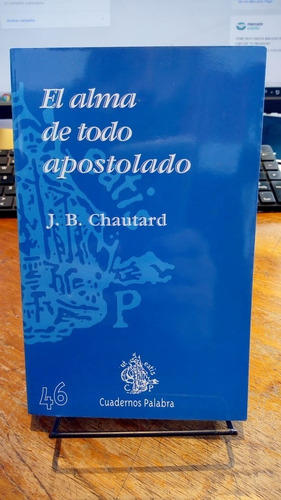 El alma
de todo
apostolado
J. B. Chautard
46
Cuadernos Palabra